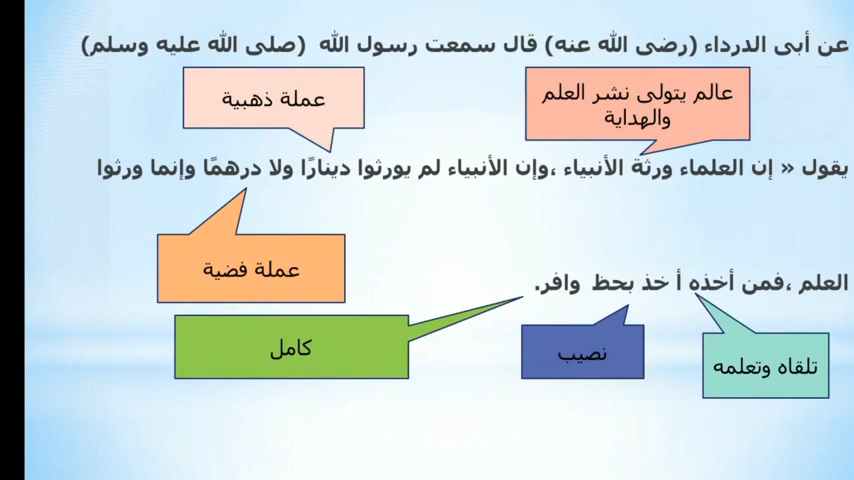 عن أبى الدرداء (رضى الله عنه) قال سمعت رسول الله (صلى الله عليه وسلم)
عالم يتولى نشر العلم
والهداية
عملة ذهبية
يقول « إن العلماء ورثة الأنبياء ،وإن الأنبياء لم يورثوا دينارًا ولا درهمًا وإنما ورثوا
عملة فضية
العلم ،فمن أخذه أ خذ بحظ وافر.
تلقاه وتعلمه
نصيب
كامل